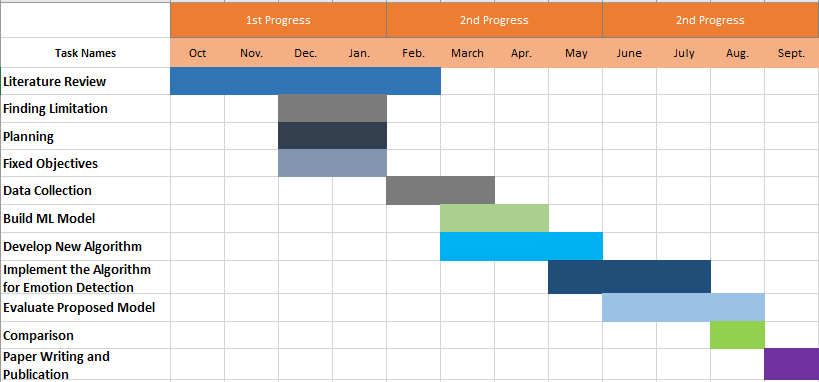 1st Progress 2nd Progress 2nd Progress
Task Names Oct Nov. Dec. Jan. Feb. March Apr. May June July Aug. Sept.
Literature Review
Finding Limitation
Planning
Fixed Objectives
Data Collection
Build ML Model
Develop New Algorithm
Implement the Algorithm
for Emotion Detection
Evaluate Proposed Model
Comparison
Paper Writing and
Publication